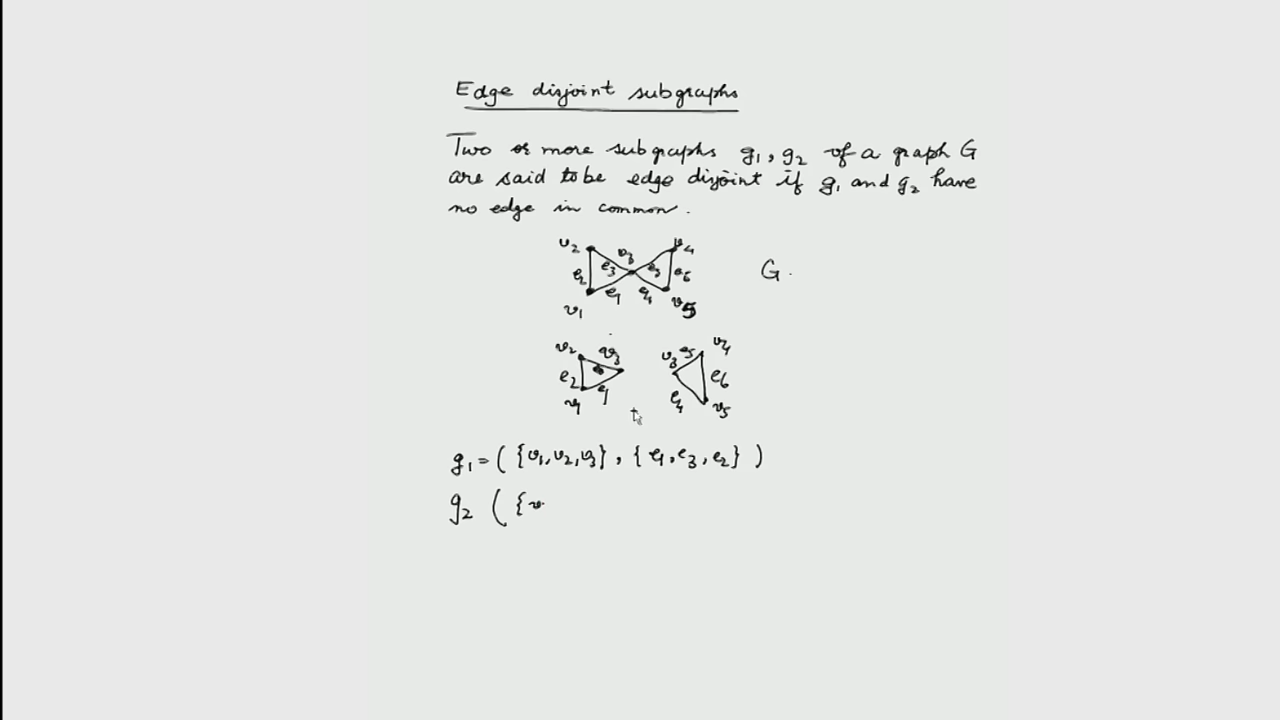 Edge disjoint subgraphs
Two or more subgraphs g₁, g₂ of a graph G
are said to be edge disjoint if g₁ and g₂ have
no edge in common.
v₂ v₃ v₄
e₂ e₃ e₅ e₆ G.
v₁ e₁ e₄ v₅
v₂ v₃ v₃ e₅ v₄
e₂ e₆
v₁ e₁ e₄ v₅
g₁ = ( {v₁, v₂, v₃} , { e₁, e₃, e₂} )
g₂ ( {v